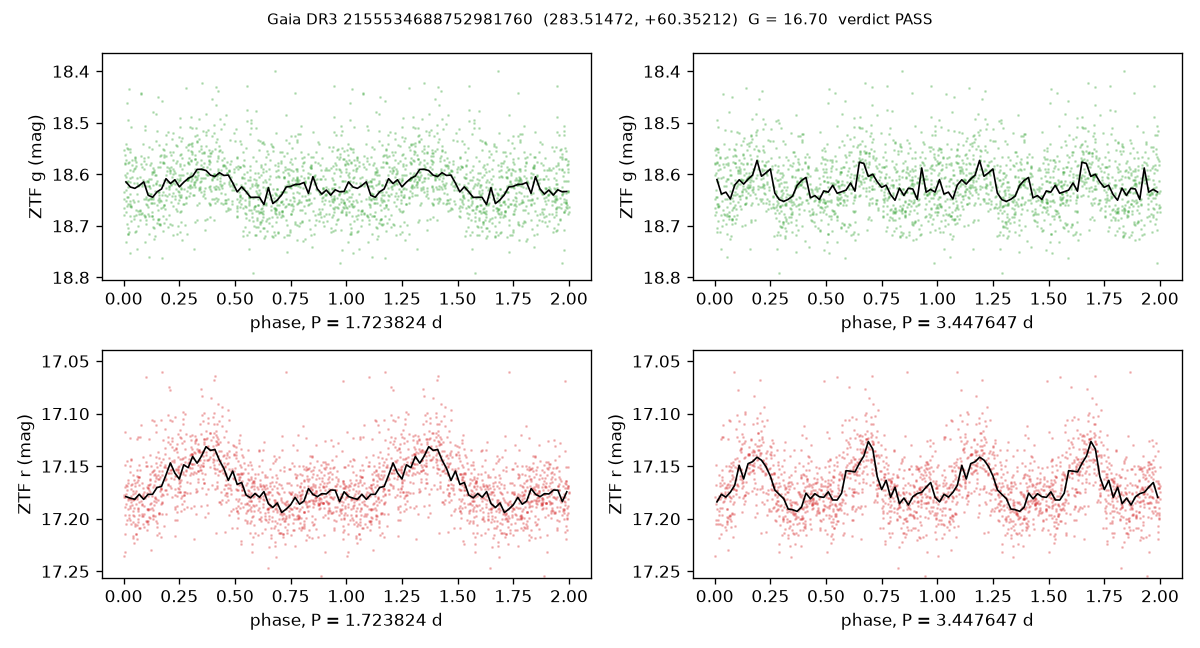 Gaia DR3 2155534688752981760 (283.51472, +60.35212) G = 16.70 verdict PASS
ZTF g (mag)
18.4
18.5
18.6
18.7
18.8
0.00 0.25 0.50 0.75 1.00 1.25 1.50 1.75 2.00
phase, P = 1.723824 d
ZTF g (mag)
18.4
18.5
18.6
18.7
18.8
0.00 0.25 0.50 0.75 1.00 1.25 1.50 1.75 2.00
phase, P = 3.447647 d
ZTF r (mag)
17.05
17.10
17.15
17.20
17.25
0.00 0.25 0.50 0.75 1.00 1.25 1.50 1.75 2.00
phase, P = 1.723824 d
ZTF r (mag)
17.05
17.10
17.15
17.20
17.25
0.00 0.25 0.50 0.75 1.00 1.25 1.50 1.75 2.00
phase, P = 3.447647 d